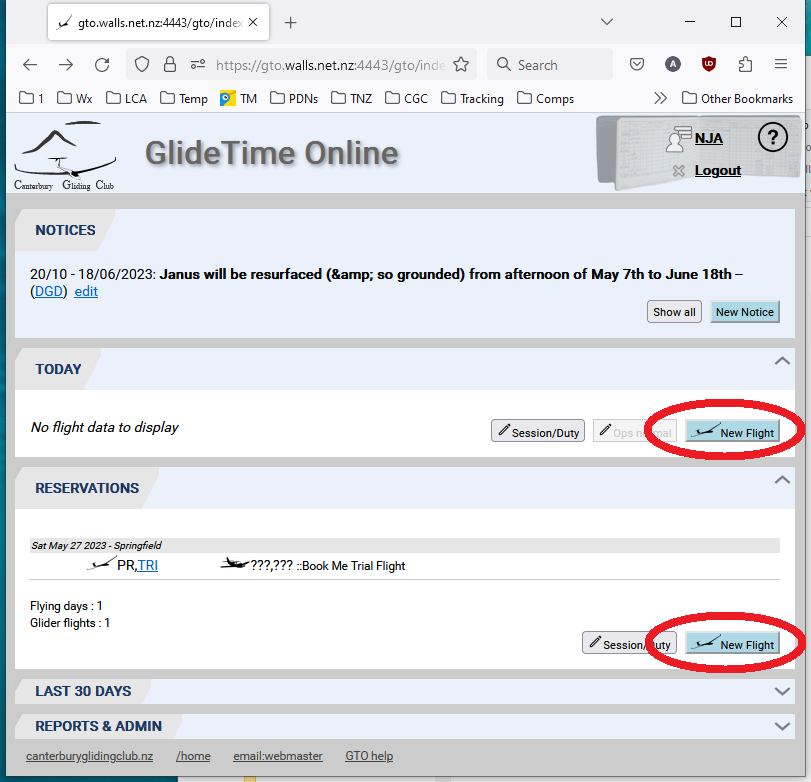 gto.walls.net.nz:4443/gto/index
https://gto.walls.net.nz:4443/gto/inde
Search
A
UD
1 Wx LCA Temp TM PDNs TNZ CGC Tracking Comps Other Bookmarks
Canterbury Gliding Club
GlideTime Online
NJA
?
Logout
NOTICES
20/10 - 18/06/2023: Janus will be resurfaced (&amp; so grounded) from afternoon of May 7th to June 18th --
(DGD) edit
Show all New Notice
TODAY
No flight data to display
Session/Duty Ops normal New Flight
RESERVATIONS
Sat May 27 2023 - Springfield
PR,TRI ???,??? ::Book Me Trial Flight
Flying days : 1
Glider flights : 1
Session/Duty New Flight
LAST 30 DAYS
REPORTS & ADMIN
canterburyglidingclub.nz /home email:webmaster GTO help